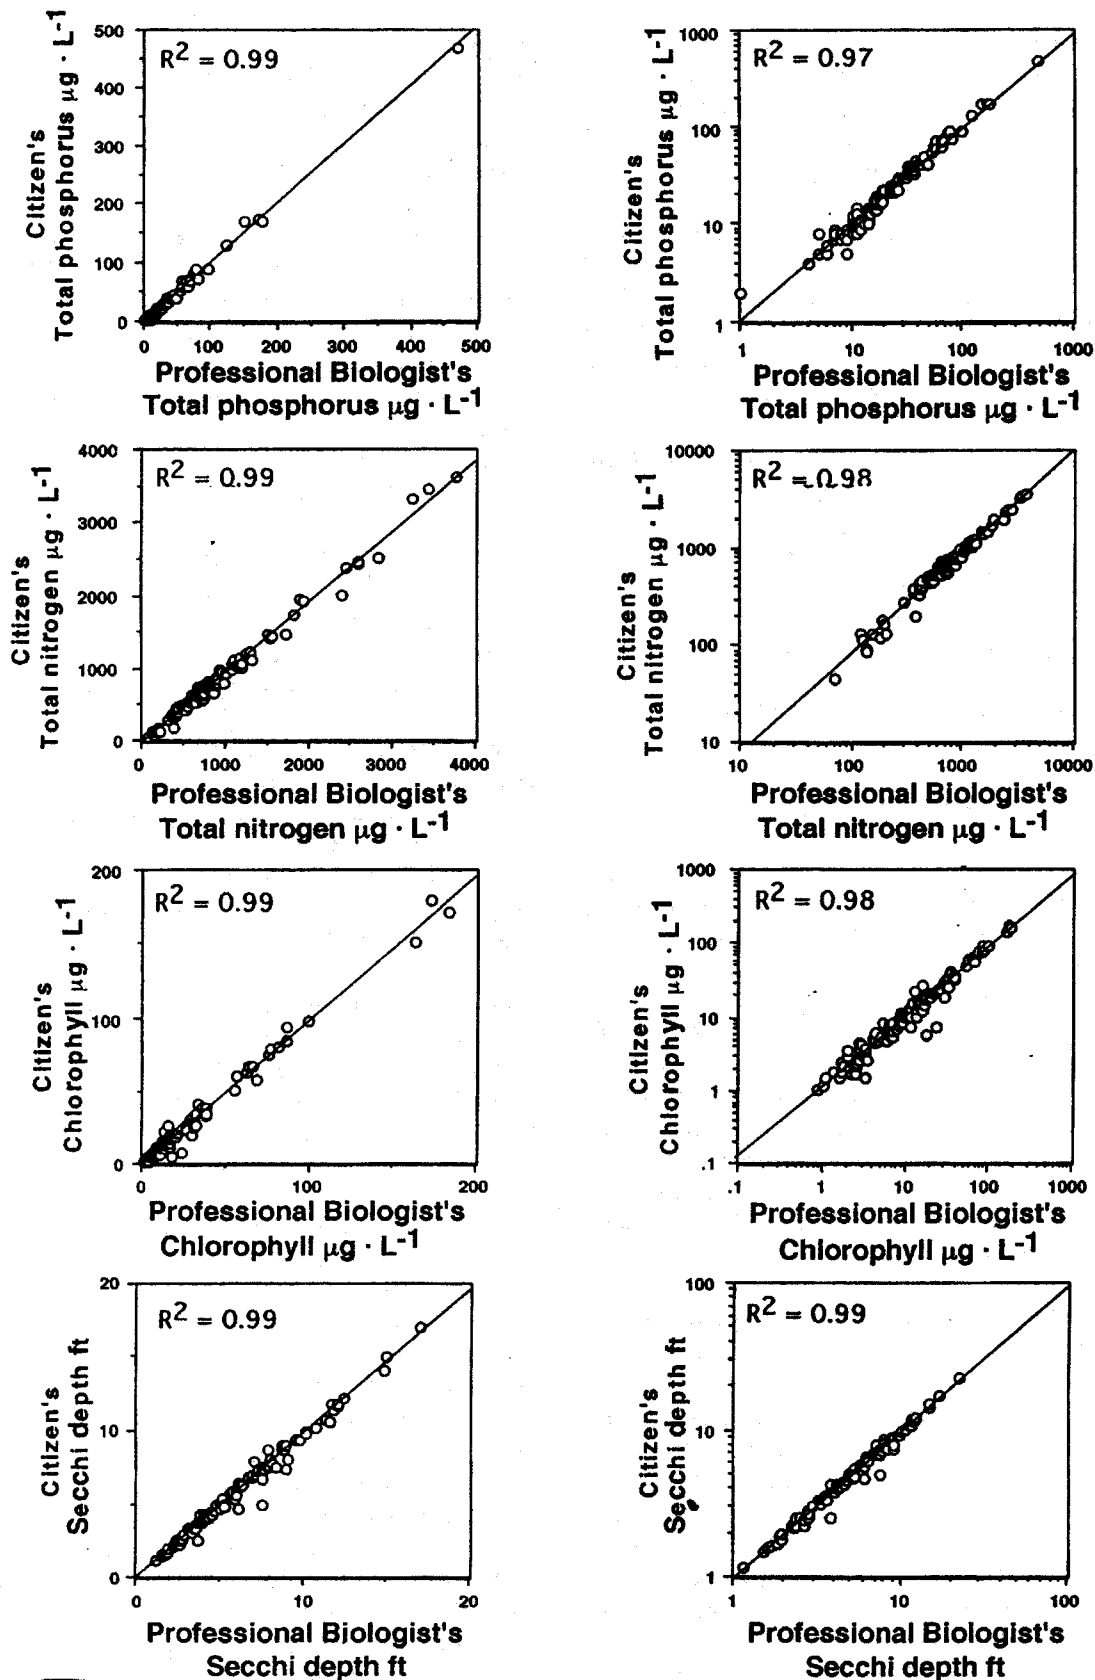 Citizen's
Total phosphorus µg · L-1
500
400
300
200
100
0
R2 = 0.99
0 100 200 300 400 500
Professional Biologist's
Total phosphorus µg · L-1
Citizen's
Total phosphorus µg · L-1
1000
100
10
1
R2 = 0.97
1 10 100 1000
Professional Biologist's
Total phosphorus µg · L-1
Citizen's
Total nitrogen µg · L-1
4000
3000
2000
1000
0
R2 = 0.99
0 1000 2000 3000 4000
Professional Biologist's
Total nitrogen µg · L-1
Citizen's
Total nitrogen µg · L-1
10000
1000
100
10
R2 = 0.98
10 100 1000 10000
Professional Biologist's
Total nitrogen µg · L-1
Citizen's
Chlorophyll µg · L-1
200
100
0
R2 = 0.99
0 100 200
Professional Biologist's
Chlorophyll µg · L-1
Citizen's
Chlorophyll µg · L-1
1000
100
10
1
.1
R2 = 0.98
.1 1 10 100 1000
Professional Biologist's
Chlorophyll µg · L-1
Citizen's
Secchi depth ft
20
10
0
R2 = 0.99
0 10 20
Professional Biologist's
Secchi depth ft
Citizen's
Secchi depth ft
100
10
1
R2 = 0.99
1 10 100
Professional Biologist's
Secchi depth ft